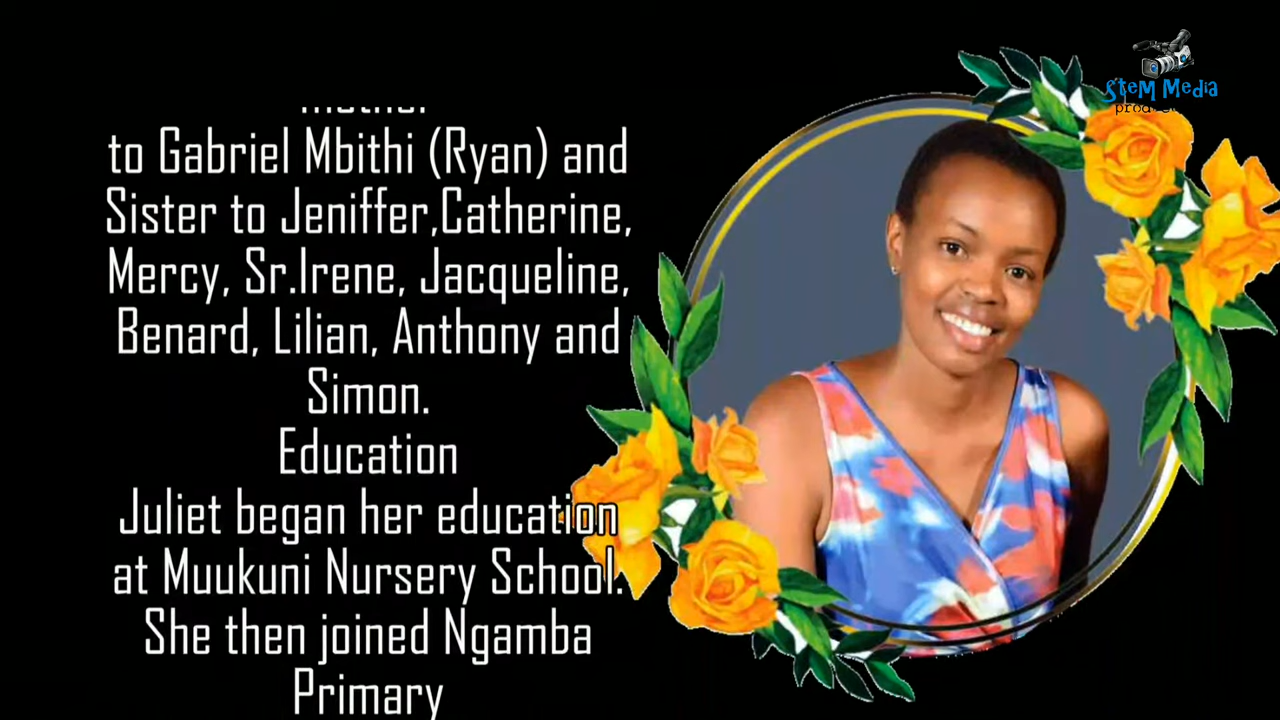 to Gabriel Mbithi (Ryan) and
Sister to Jeniffer,Catherine,
Mercy, Sr.Irene, Jacqueline,
Benard, Lilian, Anthony and
Simon.
Education
Juliet began her education
at Muukuni Nursery School.
She then joined Ngamba
Primary
SteM Media